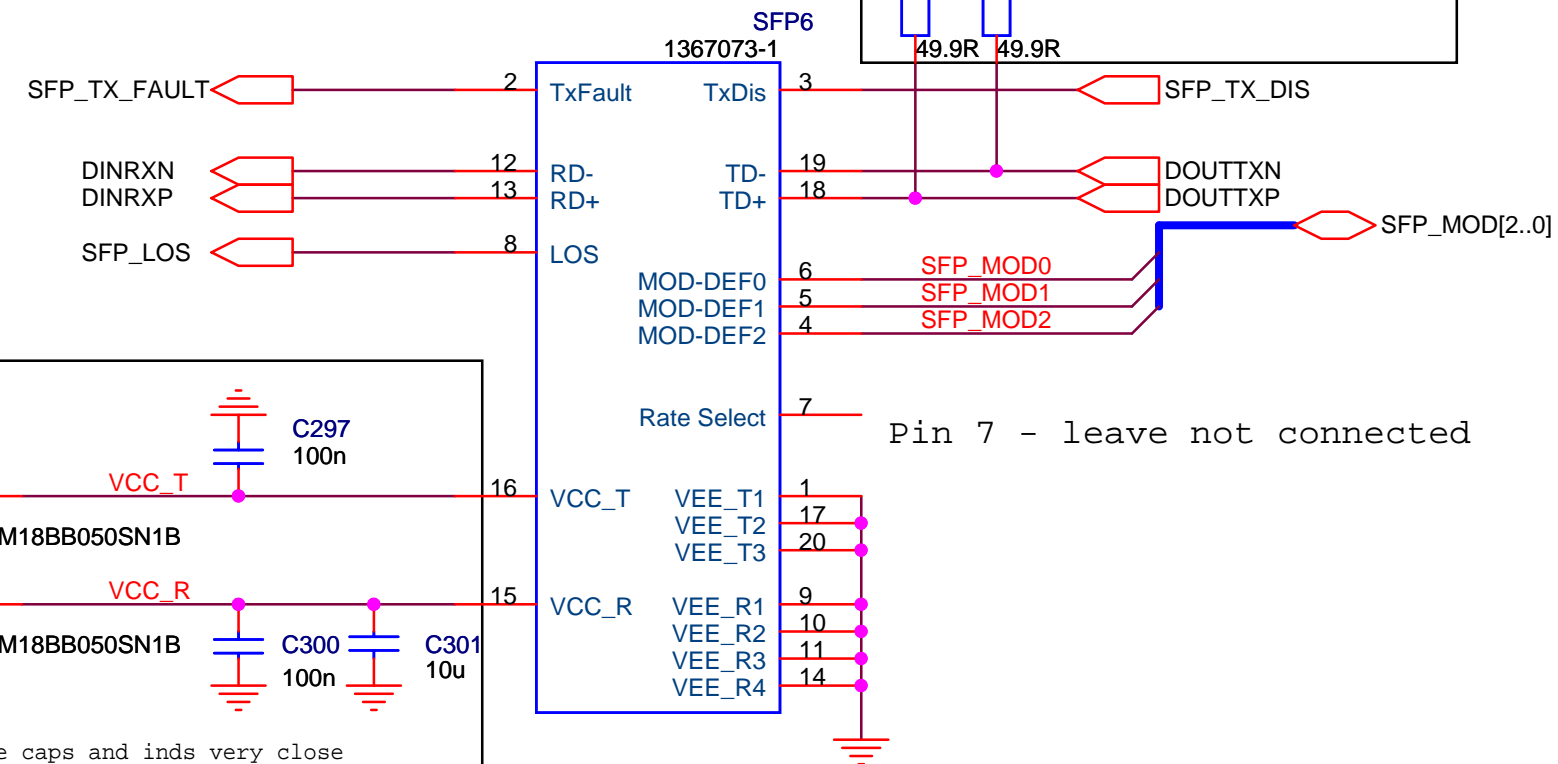 SFP6
1367073-1
49.9R 49.9R
SFP_TX_FAULT 2 TxFault TxDis 3 SFP_TX_DIS
DINRXN 12 RD- TD- 19 DOUTTXN
DINRXP 13 RD+ TD+ 18 DOUTTXP
SFP_MOD[2..0]
SFP_LOS 8 LOS
MOD-DEF0 6 SFP_MOD0
MOD-DEF1 5 SFP_MOD1
MOD-DEF2 4 SFP_MOD2
Rate Select 7
Pin 7 - leave not connected
C297
100n
VCC_T 16 VCC_T VEE_T1 1
VEE_T2 17
M18BB050SN1B
VEE_T3 20
VCC_R 15 VCC_R VEE_R1 9
VEE_R2 10
M18BB050SN1B C300 C301
100n 10u
VEE_R3 11
VEE_R4 14
e caps and inds very close